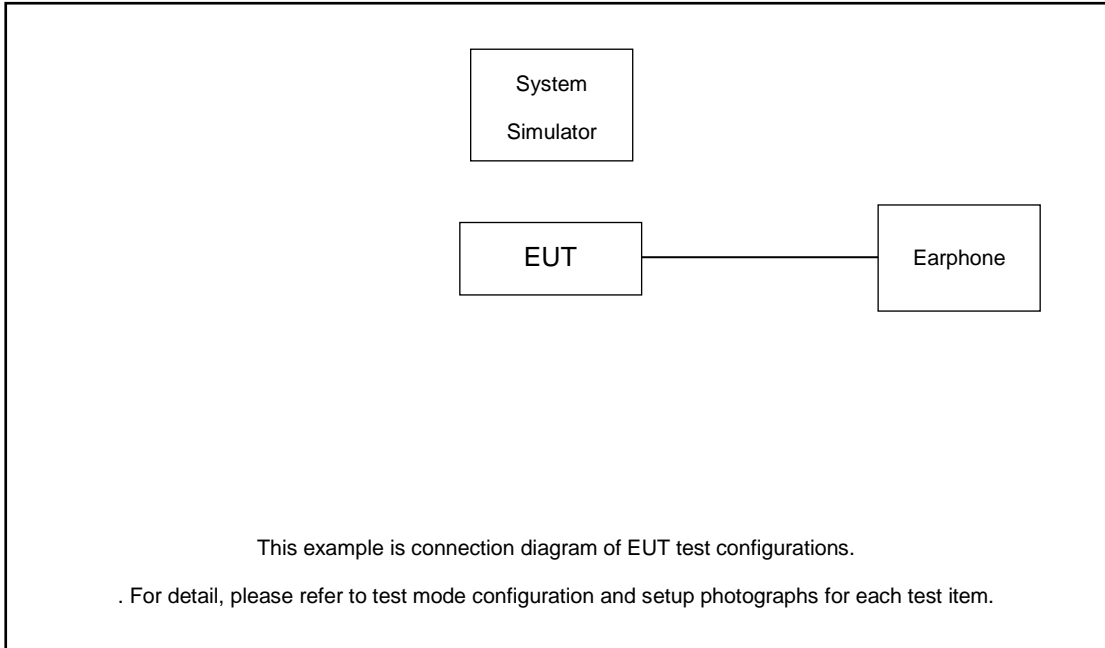 System
Simulator
EUT
Earphone
This example is connection diagram of EUT test configurations.
. For detail, please refer to test mode configuration and setup photographs for each test item.